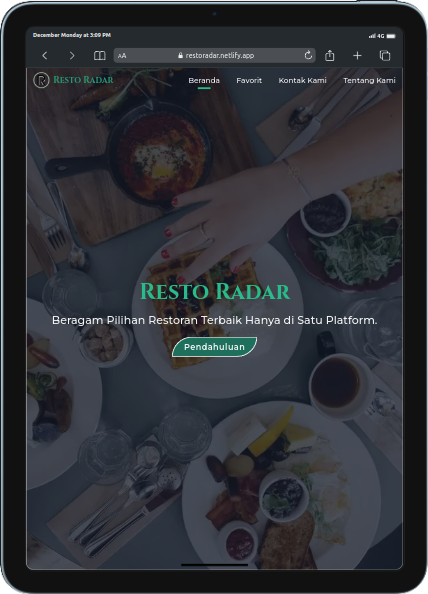 December Monday at 3:09 PM
4G
AA
restoradar.netlify.app
R
Resto Radar
Beranda
Favorit
Kontak Kami
Tentang Kami
Resto Radar
Beragam Pilihan Restoran Terbaik Hanya di Satu Platform.
Pendahuluan